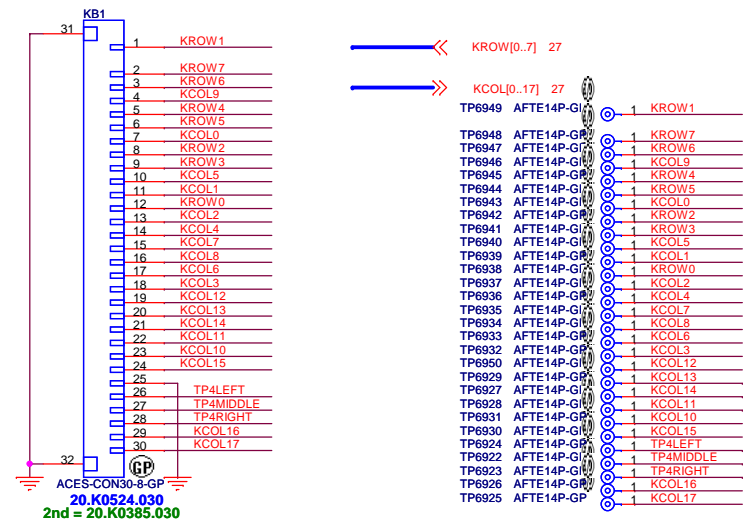 KB1
31
1 KROW1
2 KROW7
3 KROW6
4 KCOL9
5 KROW4
6 KROW5
7 KCOL0
8 KROW2
9 KROW3
10 KCOL5
11 KCOL1
12 KROW0
13 KCOL2
14 KCOL4
15 KCOL7
16 KCOL8
17 KCOL6
18 KCOL3
19 KCOL12
20 KCOL13
21 KCOL14
22 KCOL11
23 KCOL10
24 KCOL15
25
26 TP4LEFT
27 TP4MIDDLE
28 TP4RIGHT
29 KCOL16
30 KCOL17
32
GP
ACES-CON30-8-GP
20.K0524.030
2nd = 20.K0385.030
KROW[0..7] 27
KCOL[0..17] 27
TP6949 AFTE14P-GP 1 KROW1
TP6948 AFTE14P-GP 1 KROW7
TP6947 AFTE14P-GP 1 KROW6
TP6946 AFTE14P-GP 1 KCOL9
TP6945 AFTE14P-GP 1 KROW4
TP6944 AFTE14P-GP 1 KROW5
TP6943 AFTE14P-GP 1 KCOL0
TP6942 AFTE14P-GP 1 KROW2
TP6941 AFTE14P-GP 1 KROW3
TP6940 AFTE14P-GP 1 KCOL5
TP6939 AFTE14P-GP 1 KCOL1
TP6938 AFTE14P-GP 1 KROW0
TP6937 AFTE14P-GP 1 KCOL2
TP6936 AFTE14P-GP 1 KCOL4
TP6935 AFTE14P-GP 1 KCOL7
TP6934 AFTE14P-GP 1 KCOL8
TP6933 AFTE14P-GP 1 KCOL6
TP6932 AFTE14P-GP 1 KCOL3
TP6950 AFTE14P-GP 1 KCOL12
TP6929 AFTE14P-GP 1 KCOL13
TP6927 AFTE14P-GP 1 KCOL14
TP6928 AFTE14P-GP 1 KCOL11
TP6931 AFTE14P-GP 1 KCOL10
TP6930 AFTE14P-GP 1 KCOL15
TP6924 AFTE14P-GP 1 TP4LEFT
TP6922 AFTE14P-GP 1 TP4MIDDLE
TP6923 AFTE14P-GP 1 TP4RIGHT
TP6926 AFTE14P-GP 1 KCOL16
TP6925 AFTE14P-GP 1 KCOL17